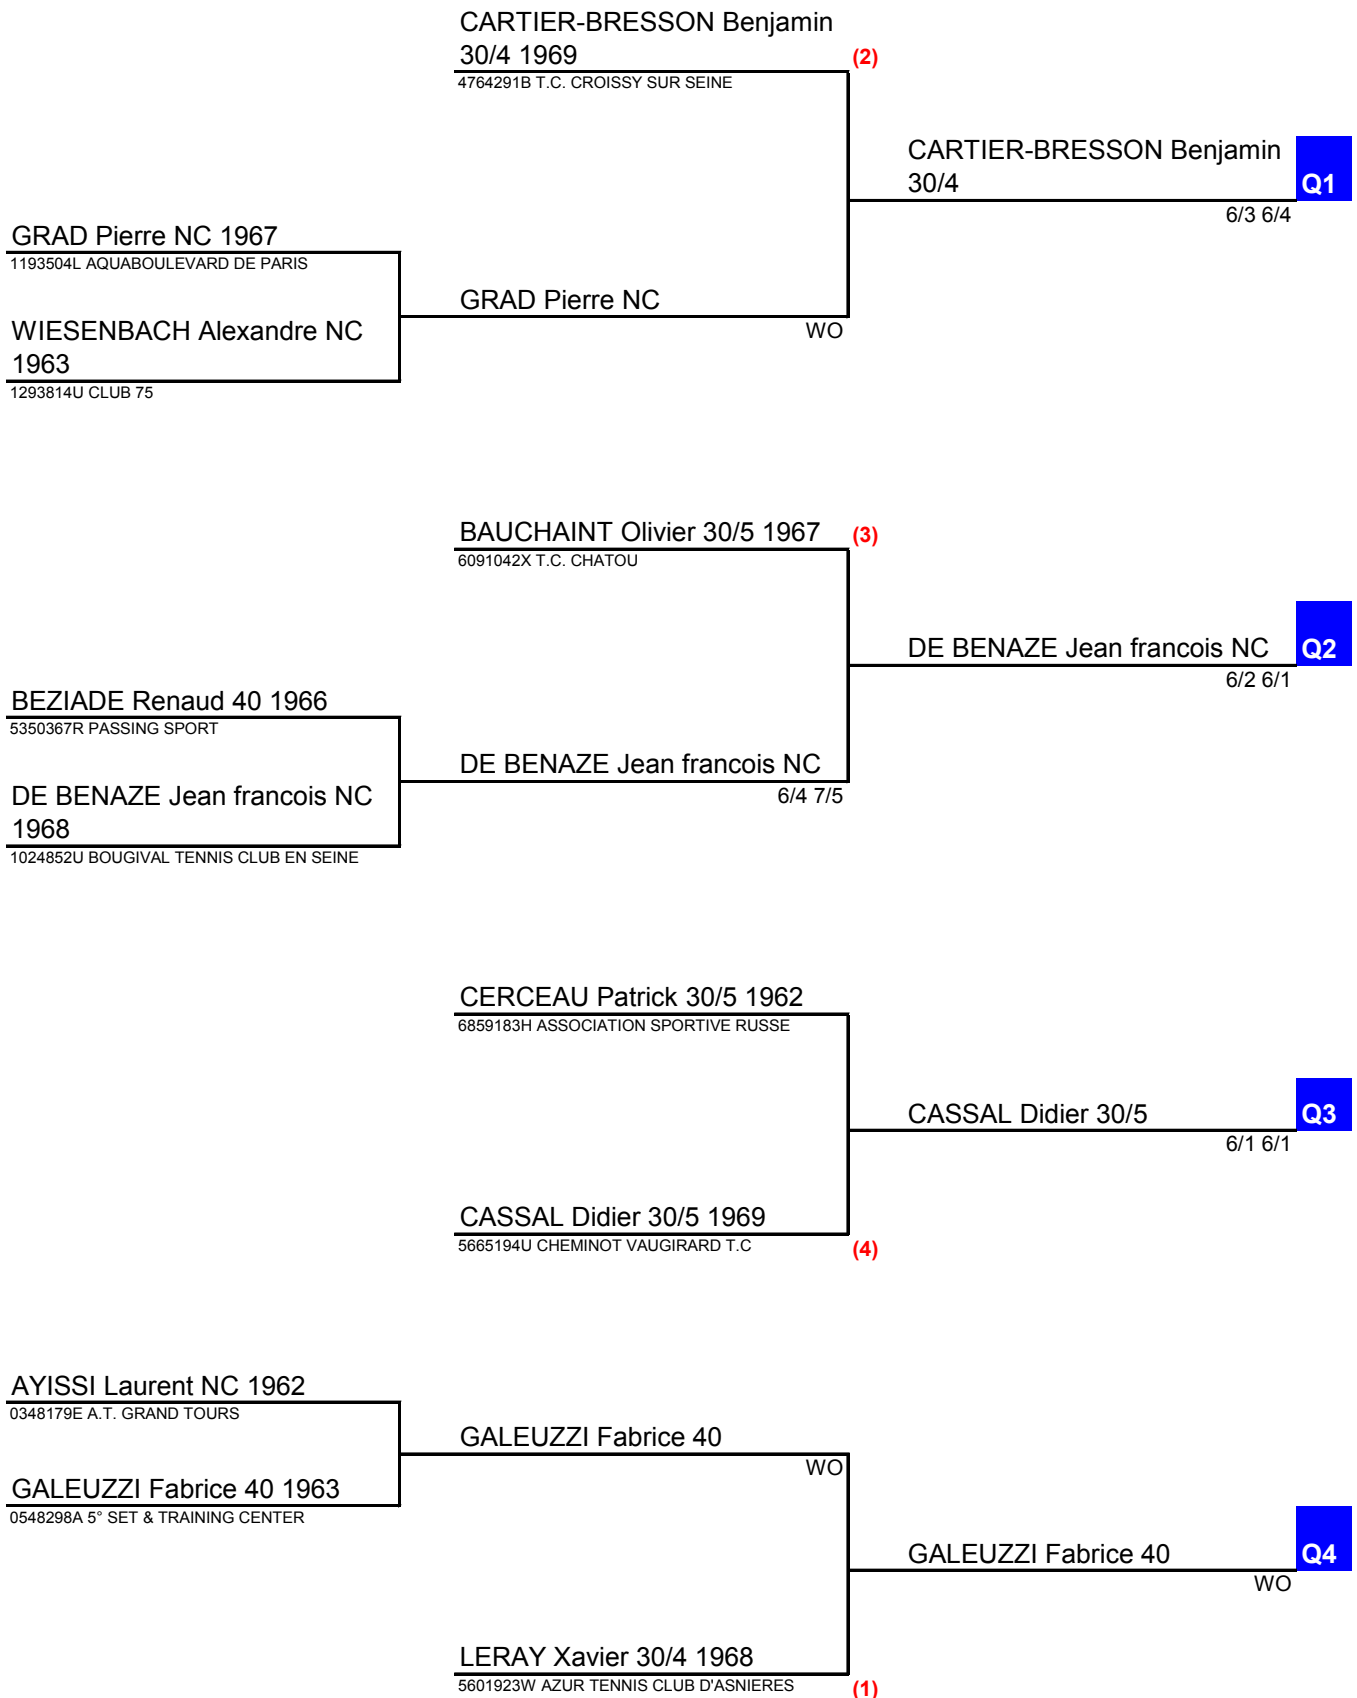 CARTIER-BRESSON Benjamin
30/4 1969
(2)
4764291B T.C. CROISSY SUR SEINE
CARTIER-BRESSON Benjamin
30/4
Q1
6/3 6/4
GRAD Pierre NC 1967
1193504L AQUABOULEVARD DE PARIS
GRAD Pierre NC
WO
WIESENBACH Alexandre NC
1963
1293814U CLUB 75
BAUCHAINT Olivier 30/5 1967
(3)
6091042X T.C. CHATOU
DE BENAZE Jean francois NC
Q2
6/2 6/1
BEZIADE Renaud 40 1966
5350367R PASSING SPORT
DE BENAZE Jean francois NC
6/4 7/5
DE BENAZE Jean francois NC
1968
1024852U BOUGIVAL TENNIS CLUB EN SEINE
CERCEAU Patrick 30/5 1962
6859183H ASSOCIATION SPORTIVE RUSSE
CASSAL Didier 30/5
Q3
6/1 6/1
CASSAL Didier 30/5 1969
5665194U CHEMINOT VAUGIRARD T.C
(4)
AYISSI Laurent NC 1962
0348179E A.T. GRAND TOURS
GALEUZZI Fabrice 40
WO
GALEUZZI Fabrice 40 1963
0548298A 5° SET & TRAINING CENTER
GALEUZZI Fabrice 40
Q4
WO
LERAY Xavier 30/4 1968
5601923W AZUR TENNIS CLUB D'ASNIERES
(1)